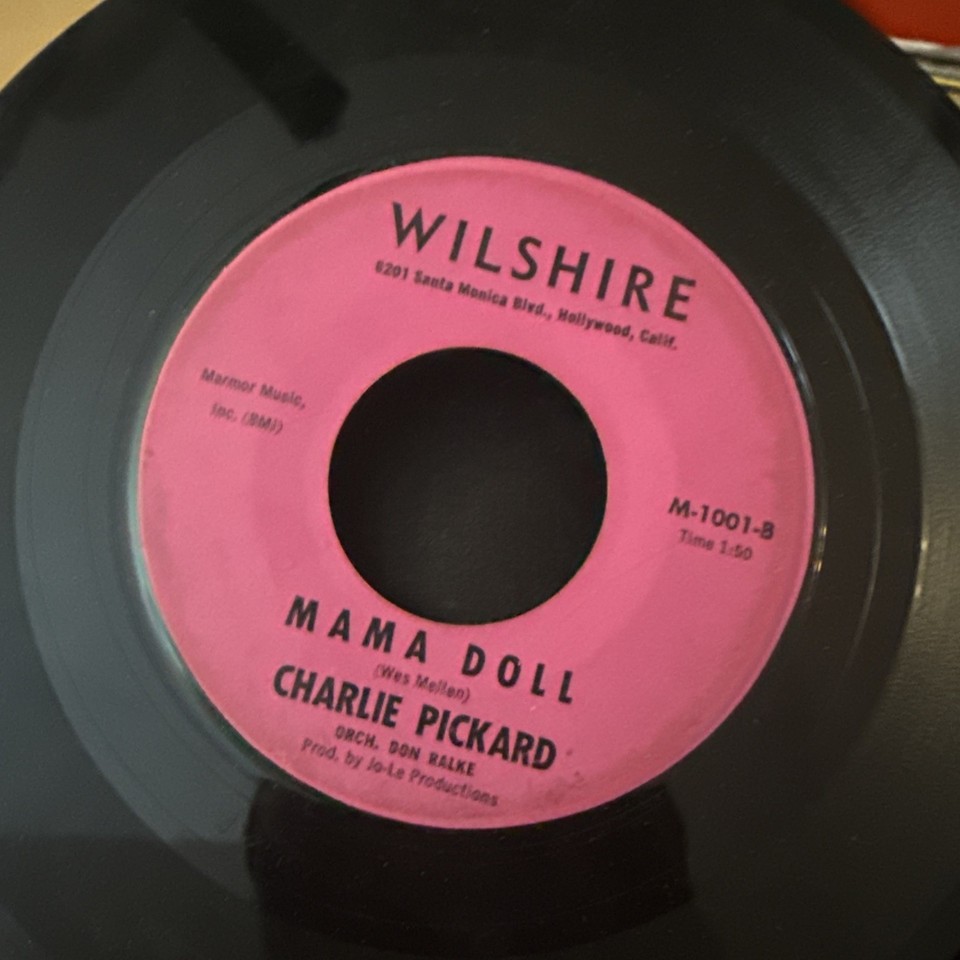 WILSHIRE
6201 Santa Monica Blvd., Hollywood, Calif.
Marmor Music,
Inc. (BMI)
M-1001-B
Time 1:50
MAMA DOLL
(Wes Mellan)
CHARLIE PICKARD
ORCH. DON RALKE
Prod. by Jo-Le Productions